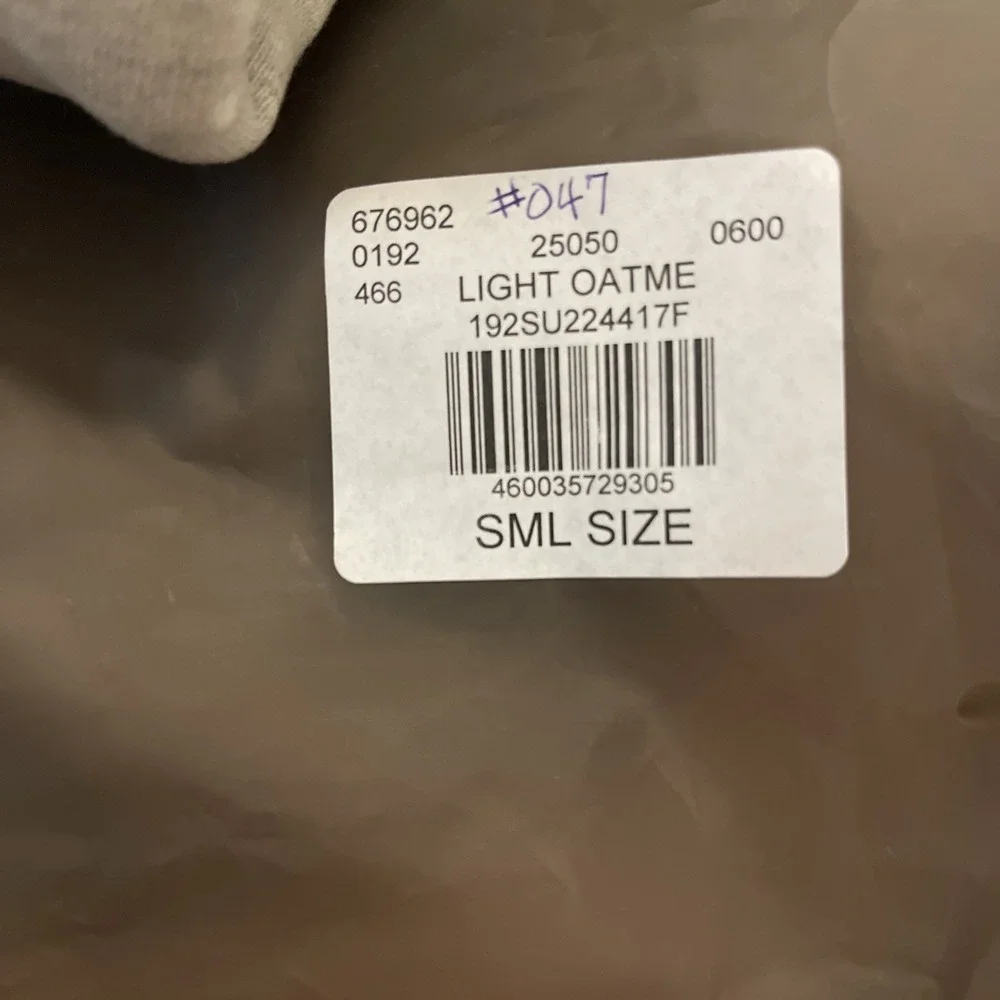 #047
676962
0192 25050 0600
466 LIGHT OATME
192SU224417F
460035729305
SML SIZE